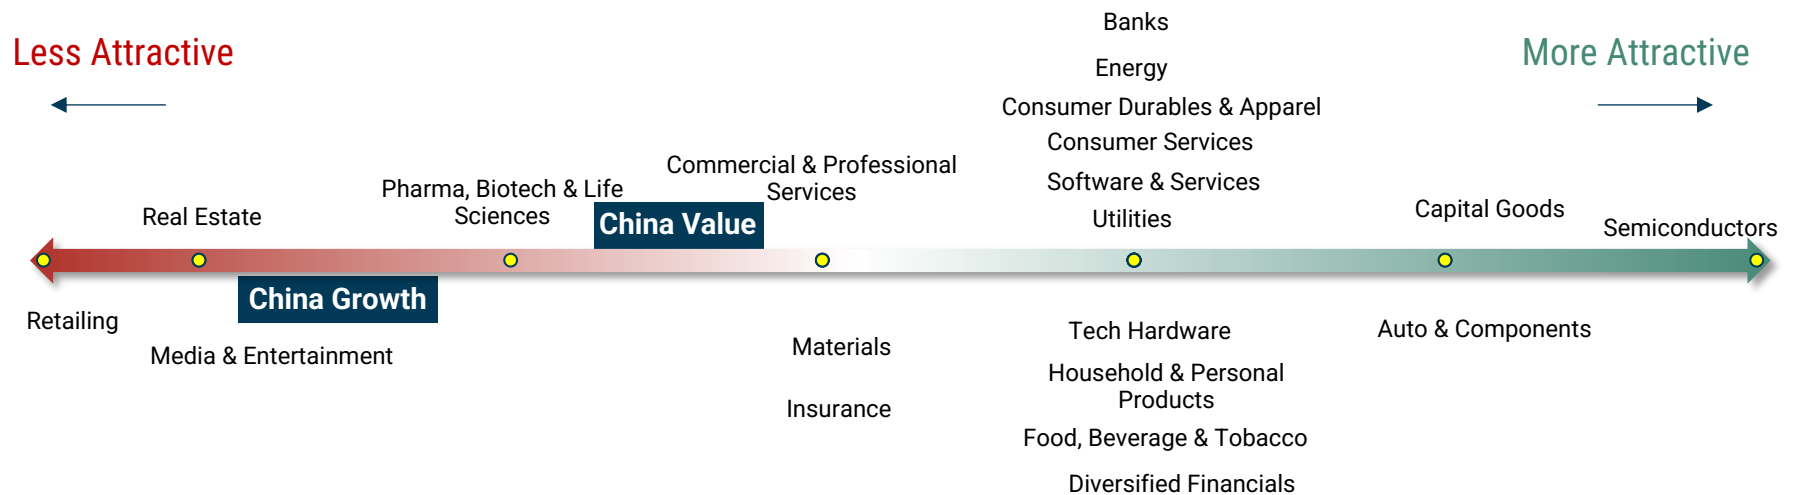 Banks
Less Attractive
More Attractive
Energy
Consumer Durables & Apparel
Consumer Services
Commercial & Professional
Services
Pharma, Biotech & Life
Sciences
Software & Services
Real Estate
China Value
Utilities
Capital Goods
Semiconductors
China Growth
Retailing
Media & Entertainment
Materials
Insurance
Tech Hardware
Household & Personal
Products
Food, Beverage & Tobacco
Diversified Financials
Auto & Components